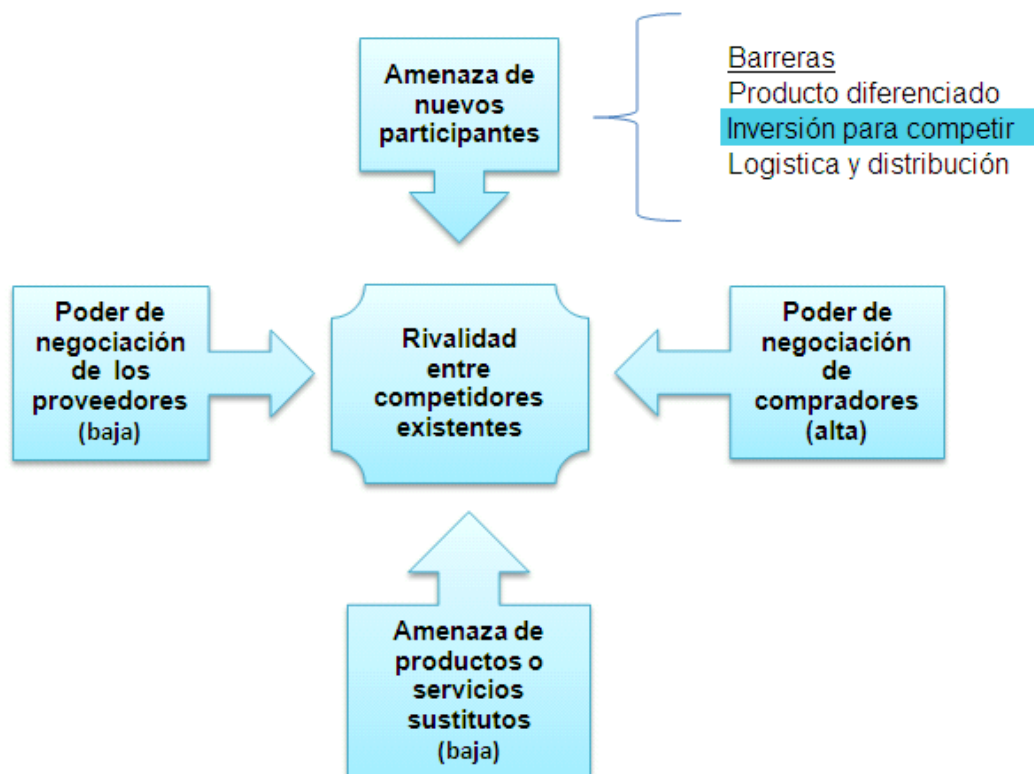 Amenaza de
nuevos
participantes
Barreras
Producto diferenciado
Inversión para competir
Logistica y distribución
Poder de
negociación
de los
proveedores
(baja)
Rivalidad
entre
competidores
existentes
Poder de
negociación
de
compradores
(alta)
Amenaza de
productos o
servicios
sustitutos
(baja)